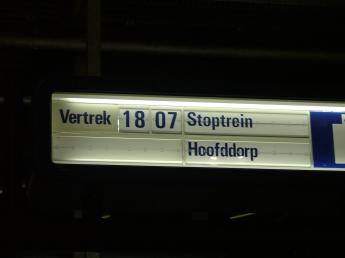 Vertrek 18 07 Stoptrein
Hoofddorp